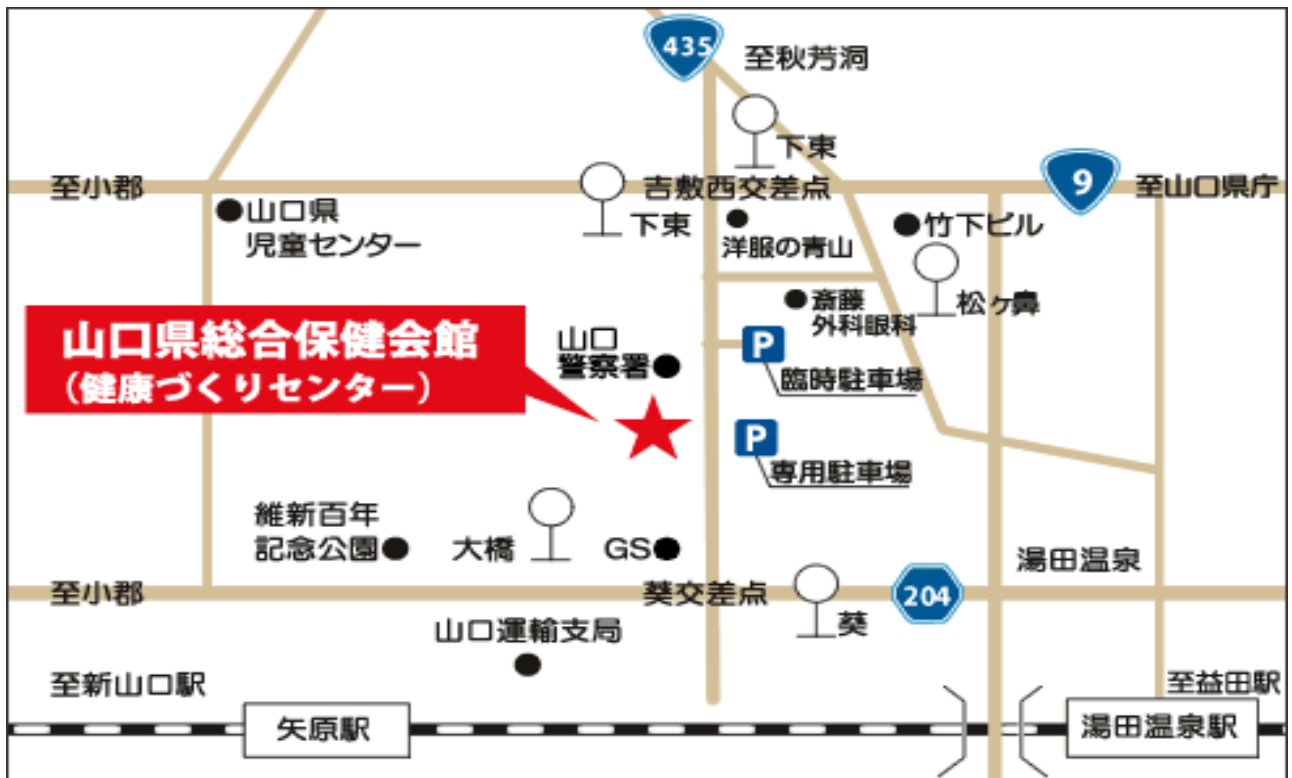 435
至秋芳洞
下東
至小郡
吉敷西交差点
9
至山口県庁
山口県
児童センター
下東
洋服の青山
竹下ビル
松ヶ鼻
斎藤
外科眼科
山口県総合保健会館
(健康づくりセンター)
山口
警察署
P
臨時駐車場
P
専用駐車場
維新百年
記念公園
大橋
GS
湯田温泉
至小郡
葵交差点
204
葵
山口運輸支局
至新山口駅
至益田駅
矢原駅
湯田温泉駅